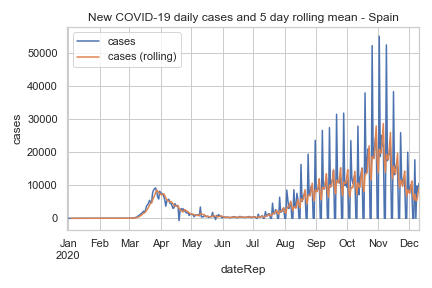 New COVID-19 daily cases and 5 day rolling mean - Spain
cases
cases (rolling)
50000
40000
30000
20000
10000
0
cases
Jan Feb Mar Apr May Jun Jul Aug Sep Oct Nov Dec
2020
dateRep